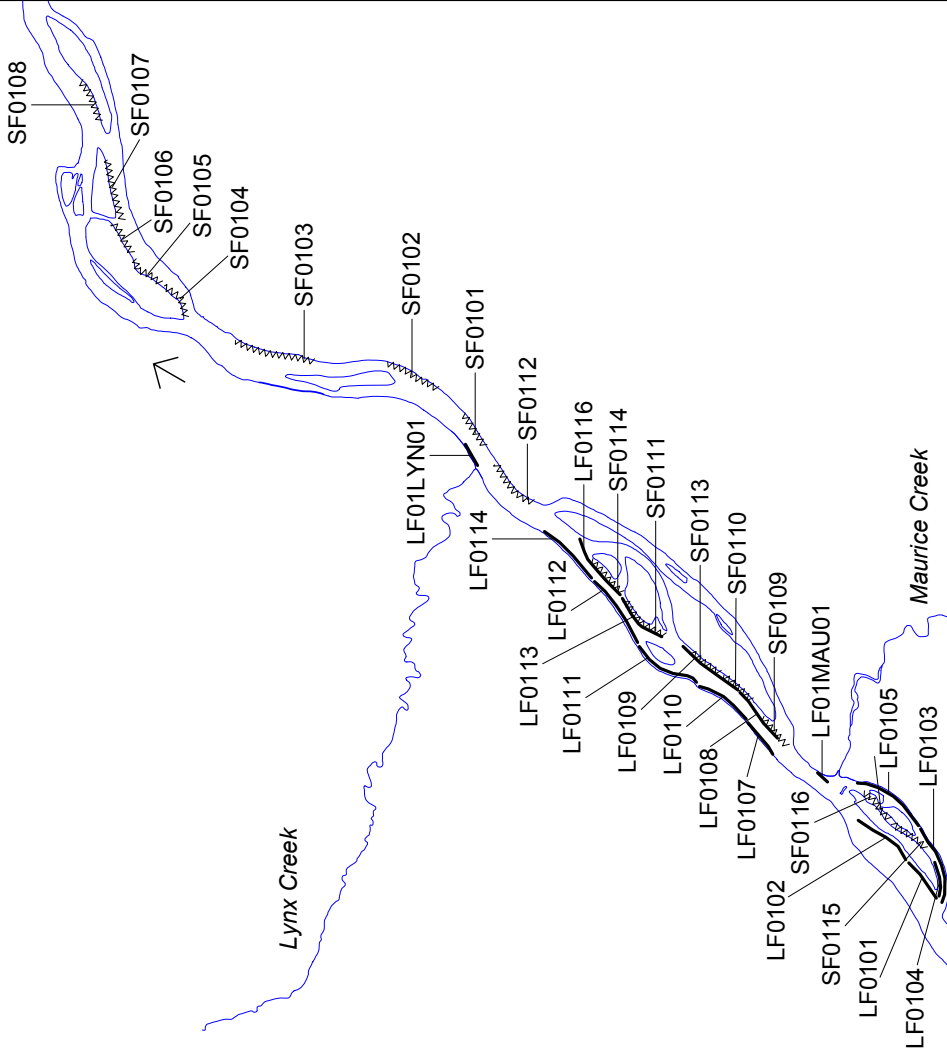 SF0108
SF0107
SF0106
SF0105
SF0104
SF0103
SF0102
SF0101
SF0112
LF01LYN01
LF0114
LF0116
SF0114
SF0111
SF0113
SF0110
SF0109
LF0112
LF0113
LF0111
LF0109
LF0110
LF0108
LF0107
LF01MAU01
LF0105
LF0103
SF0116
LF0102
SF0115
LF0101
LF0104
Lynx Creek
Maurice Creek